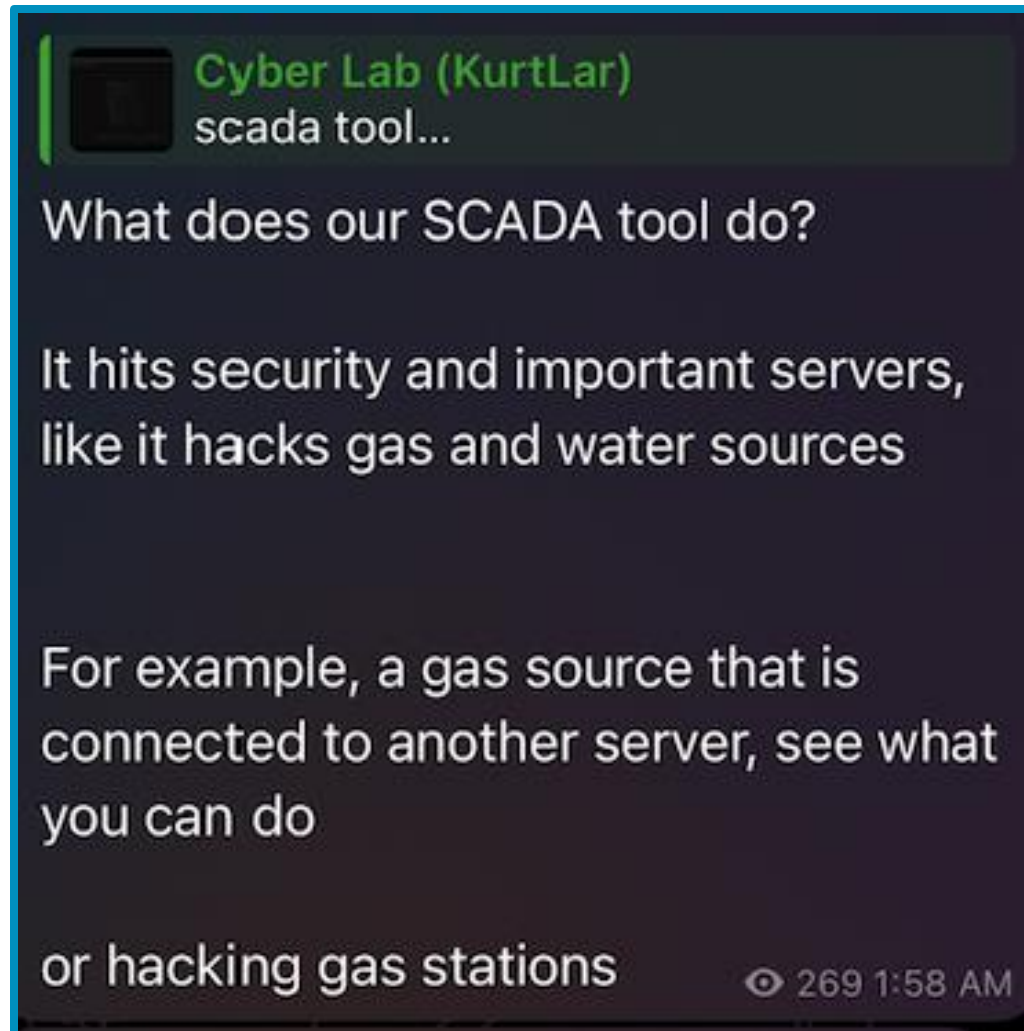 Cyber Lab (KurtLar)
scada tool...
What does our SCADA tool do?
It hits security and important servers,
like it hacks gas and water sources
For example, a gas source that is
connected to another server, see what
you can do
or hacking gas stations
269 1:58 AM